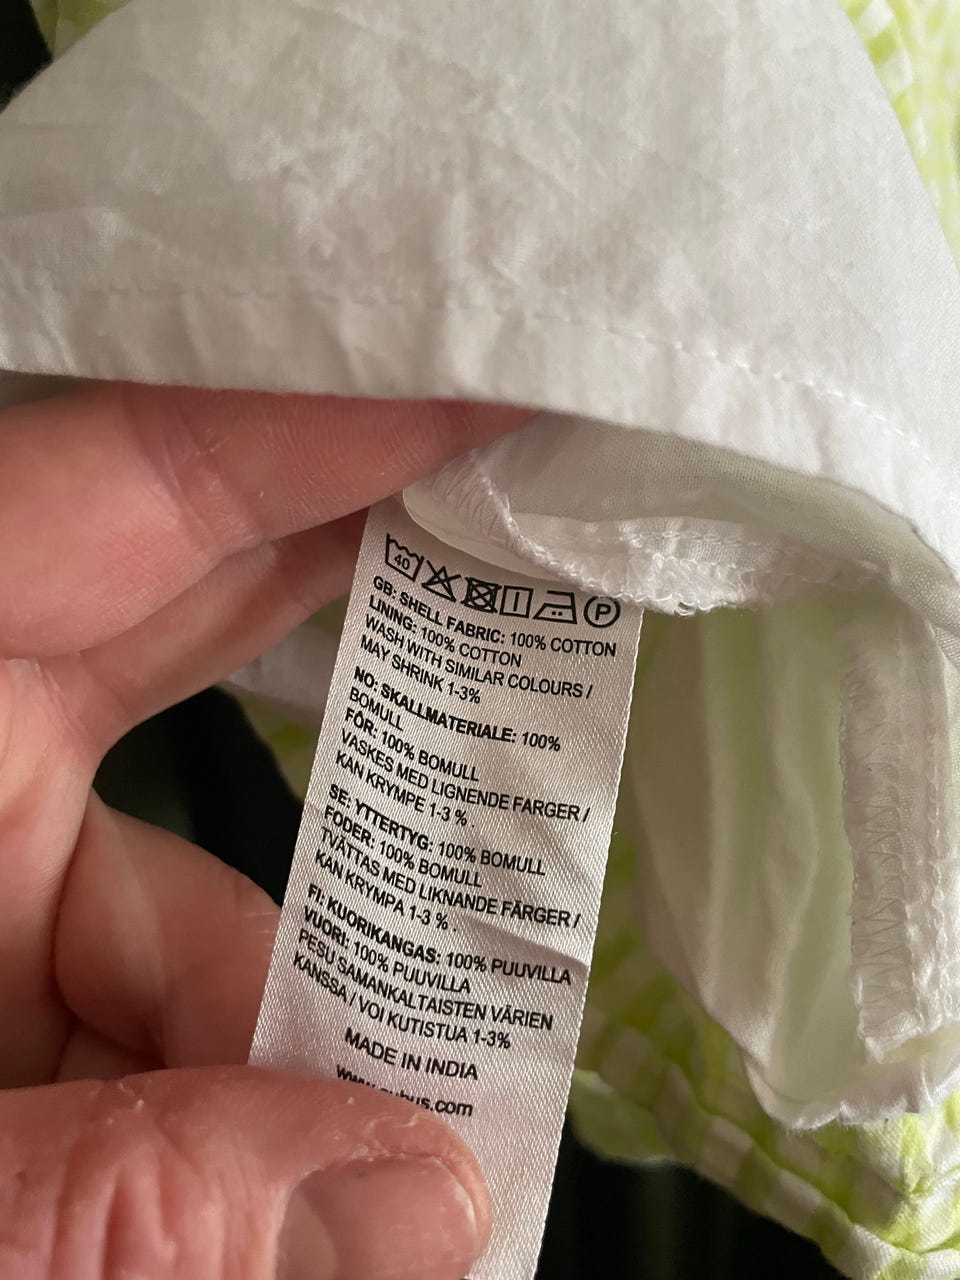 40 P
GB: SHELL FABRIC: 100% COTTON
LINING: 100% COTTON
WASH WITH SIMILAR COLOURS /
MAY SHRINK 1-3%
NO: SKALLMATERIALE: 100%
BOMULL
FÔR: 100% BOMULL
VASKES MED LIGNENDE FARGER /
KAN KRYMPE 1-3 % .
SE: YTTERTYG: 100% BOMULL
FODER: 100% BOMULL
TVÄTTAS MED LIKNANDE FÄRGER /
KAN KRYMPA 1-3 % .
FI: KUORIKANGAS: 100% PUUVILLA
VUORI: 100% PUUVILLA
PESU SAMANKALTAISTEN VÄRIEN
KANSSA / VOI KUTISTUA 1-3%
MADE IN INDIA